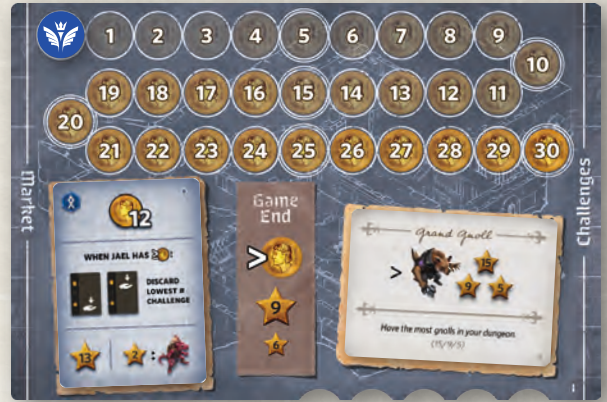 1 2 3 4 5 6 7 8 9
10
19 18 17 16 15 14 13 12 11
20
21 22 23 24 25 26 27 28 29 30
Market
Challenges
12
WHEN JAEL HAS
DISCARD
LOWEST #
CHALLENGE
13 2 :
Game
End
>
9
6
Grand Gnoll
>
15
9 5
Have the most gnolls in your dungeon.
(15/9/5)